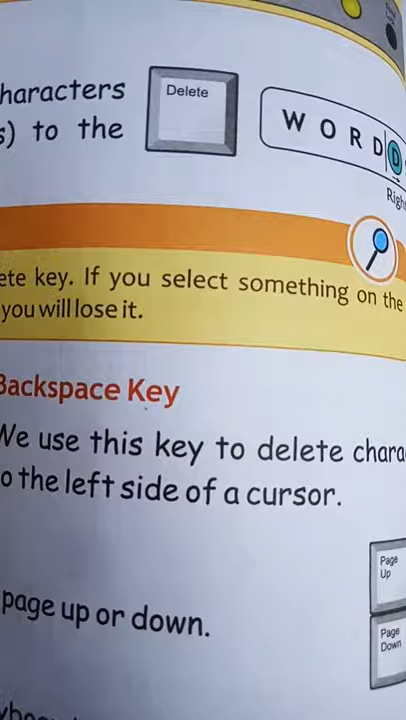 haracters
s) to the
Delete
W O R D D
Righ
ete key. If you select something on the
you will lose it.
Backspace Key
We use this key to delete chara
o the left side of a cursor.
Page
Up
page up or down.
Page
Down